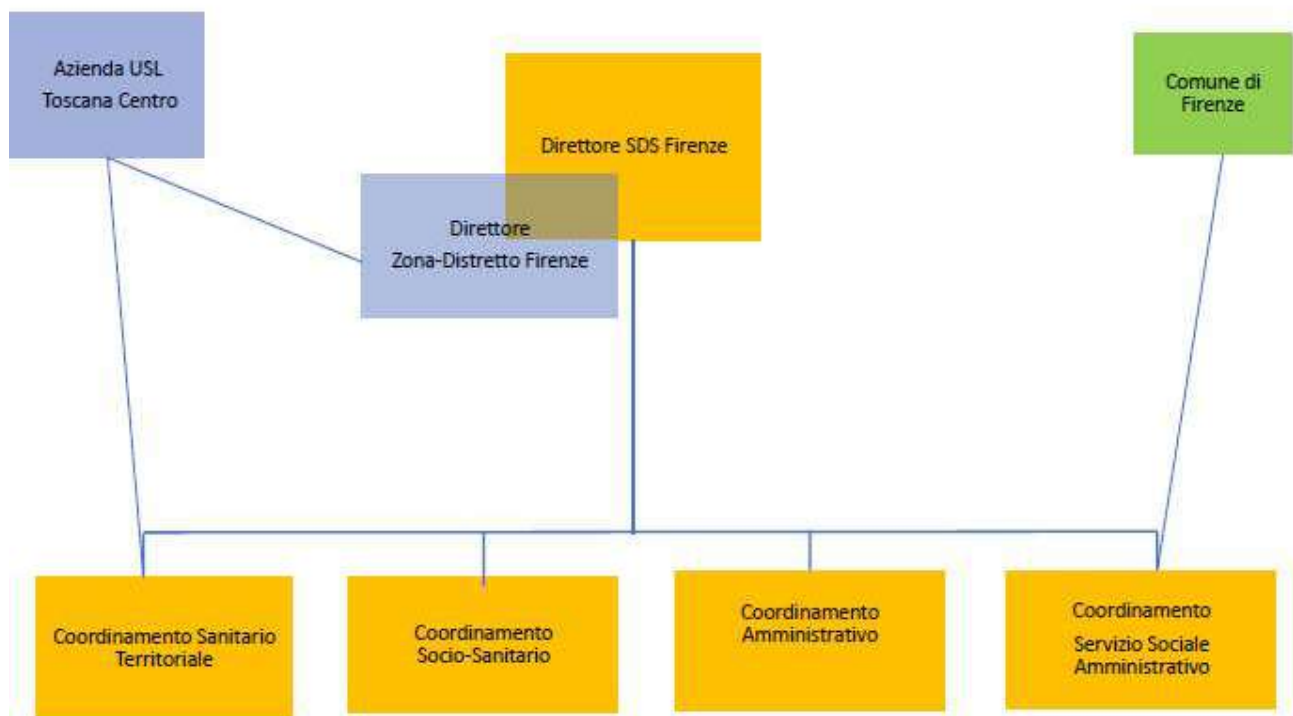 Azienda USL
Toscana Centro
Direttore SDS Firenze
Comune di
Firenze
Direttore
Zona-Distretto Firenze
Coordinamento Sanitario
Territoriale
Coordinamento
Socio-Sanitario
Coordinamento
Amministrativo
Coordinamento
Servizio Sociale
Amministrativo